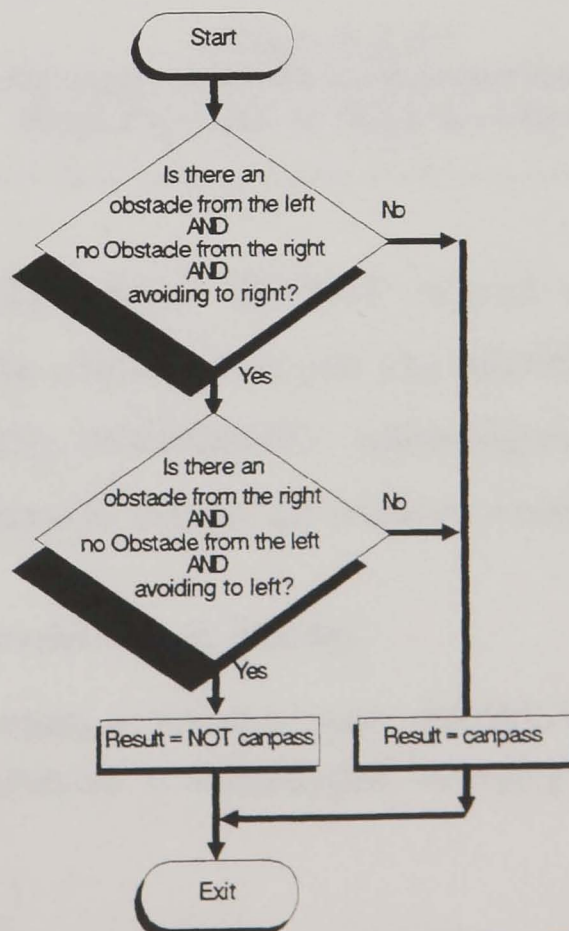 Start
Is there an
obstacle from the left
AND
no Obstacle from the right
AND
avoiding to right?
No
Yes
Is there an
obstacle from the right
AND
no Obstacle from the left
AND
avoiding to left?
No
Yes
Result = NOT canpass
Result = canpass
Exit